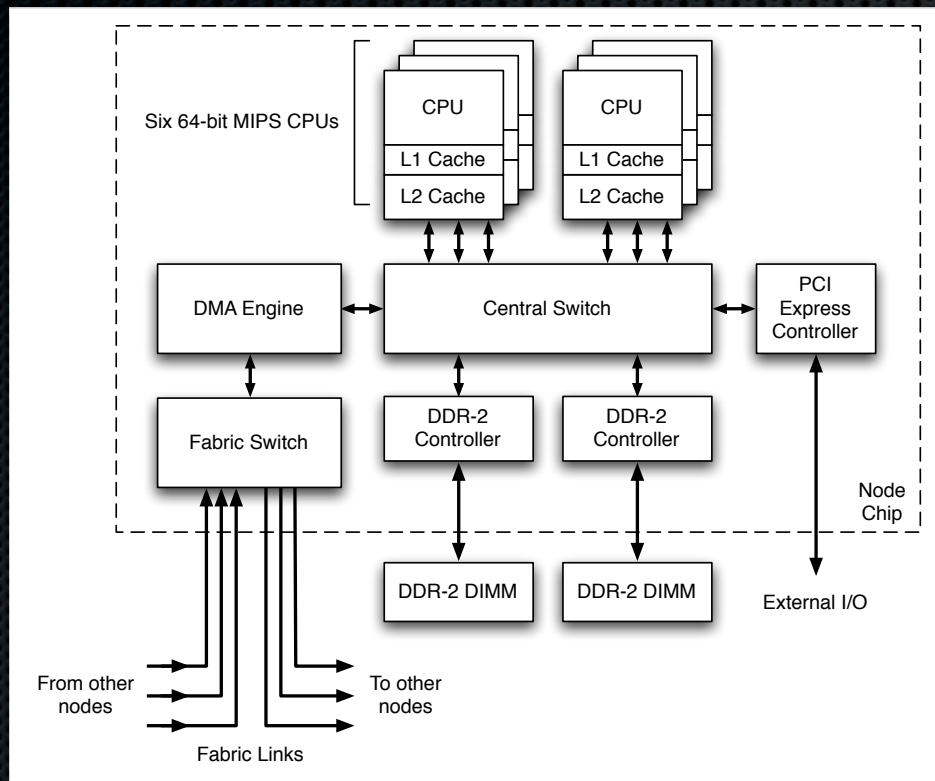 Six 64-bit MIPS CPUs
CPU
L1 Cache
L2 Cache
CPU
L1 Cache
L2 Cache
DMA Engine
Central Switch
PCI
Express
Controller
Fabric Switch
DDR-2
Controller
DDR-2
Controller
Node
Chip
DDR-2 DIMM
DDR-2 DIMM
External I/O
From other
nodes
To other
nodes
Fabric Links